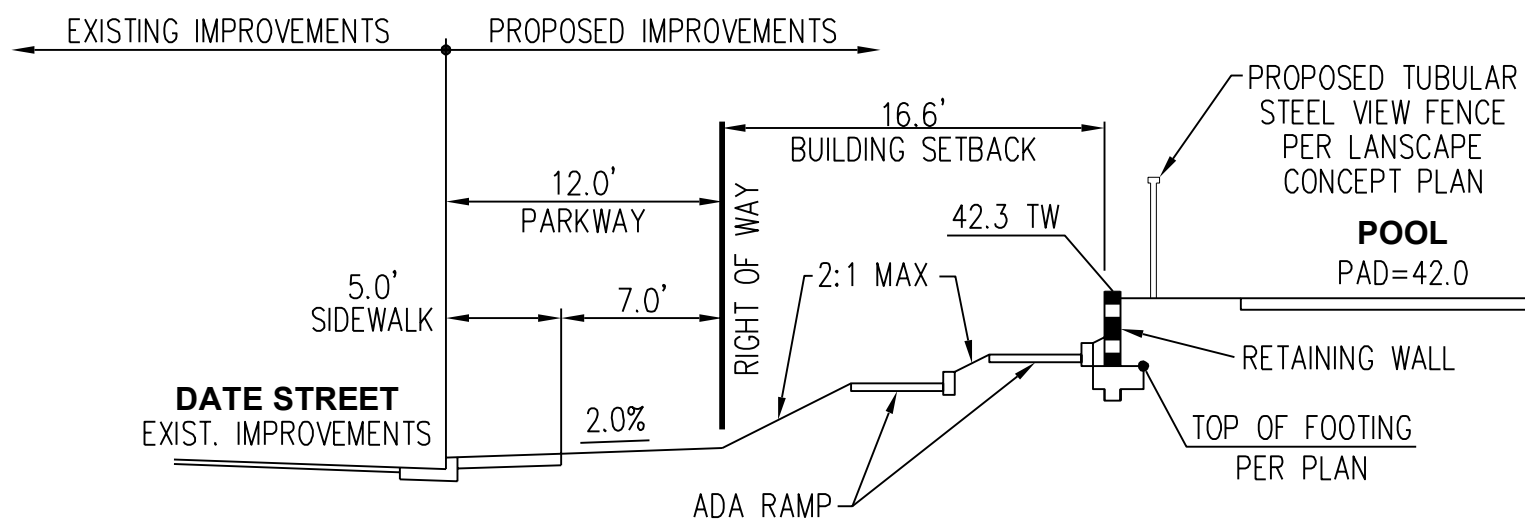 EXISTING IMPROVEMENTS
PROPOSED IMPROVEMENTS
PROPOSED TUBULAR
STEEL VIEW FENCE
PER LANSCAPE
CONCEPT PLAN
16.6'
BUILDING SETBACK
12.0'
PARKWAY
RIGHT OF WAY
42.3 TW
POOL
PAD=42.0
5.0'
SIDEWALK
7.0'
2:1 MAX
RETAINING WALL
DATE STREET
EXIST. IMPROVEMENTS
2.0%
TOP OF FOOTING
PER PLAN
ADA RAMP